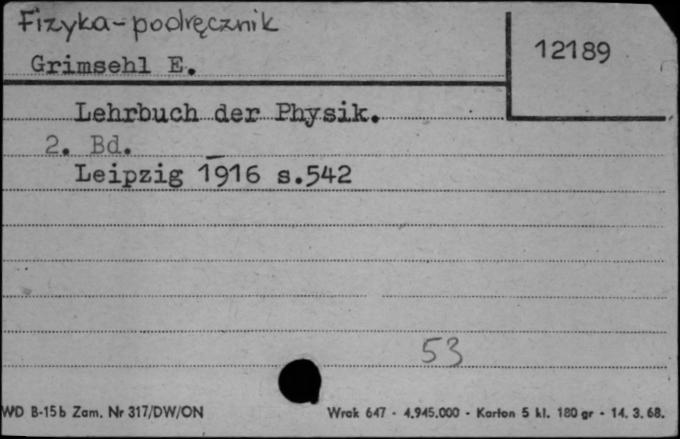 Fizyka-podręcznik
12189
Grimsehl E.
Lehrbuch der Physik.
2. Bd.
Leipzig 1916 s.542
53
WD B-15b Zam. Nr 317/DW/ON
Wrak 647 - 4.945.000 - Karton 5 kl. 180 gr - 14. 3. 68.